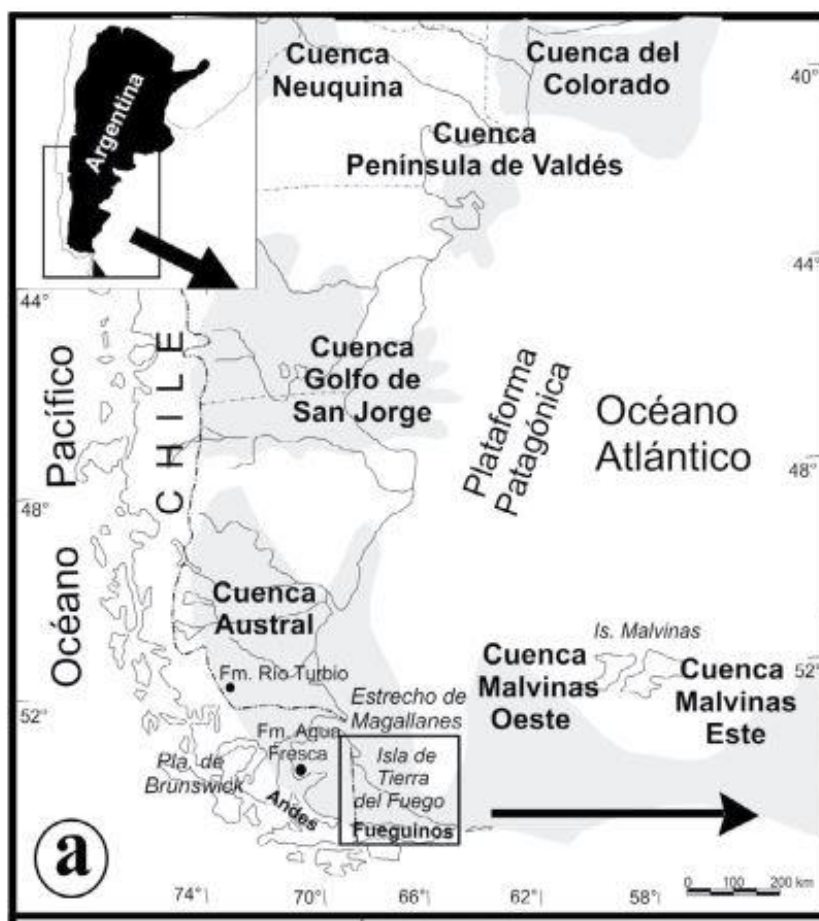 Argentina
Cuenca
Neuquina
Cuenca del
Colorado
40°
Cuenca
Península de Valdés
44°
44°
Pacífico
CHILE
Cuenca
Golfo de
San Jorge
Plataforma
Patagónica
Océano
Atlántico
48°
48°
Océano
Cuenca
Austral
Fm. Río Turbio
Is. Malvinas
Cuenca
Malvinas
Oeste
Cuenca
Malvinas
Este
52°
52°
Estrecho de
Magallanes
Fm. Agua
Fresca
Pla. de
Brunswick
Andes
Isla de
Tierra
del Fuego
Fueguinos
a
74°
70°
66°
62°
58°
0 100 200 km